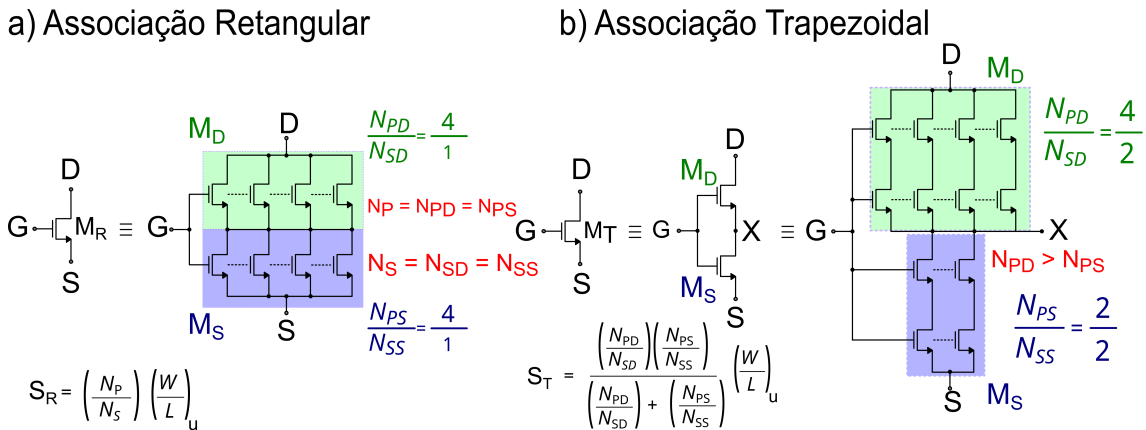 a) Associação Retangular
D
G
M_R
S
≡
M_D
D
G
M_S
S
N_PD/N_SD = 4/1
N_P = N_PD = N_PS
N_S = N_SD = N_SS
N_PS/N_SS = 4/1
S_R = (N_P/N_S) (W/L)_u
b) Associação Trapezoidal
D
G
M_T
S
≡
D
M_D
G
X
M_S
S
≡
D
M_D
G
N_PD/N_SD = 4/2
X
N_PD > N_PS
N_PS/N_SS = 2/2
M_S
S
S_T = ((N_PD/N_SD)(N_PS/N_SS))/((N_PD/N_SD) + (N_PS/N_SS)) (W/L)_u